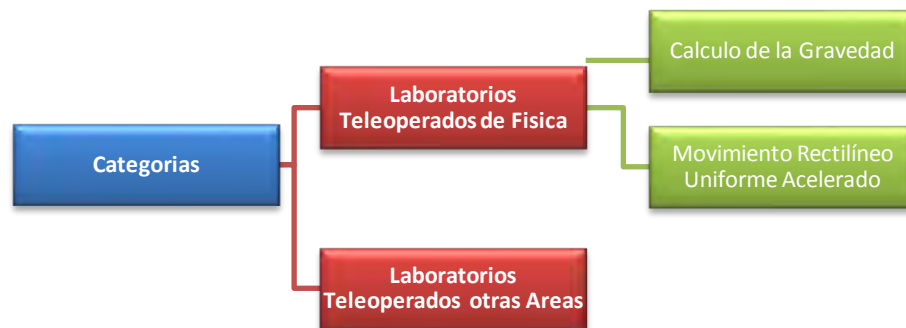 Categorias
Laboratorios
Teleoperados de Fisica
Calculo de la Gravedad
Movimiento Rectilíneo
Uniforme Acelerado
Laboratorios
Teleoperados otras Areas